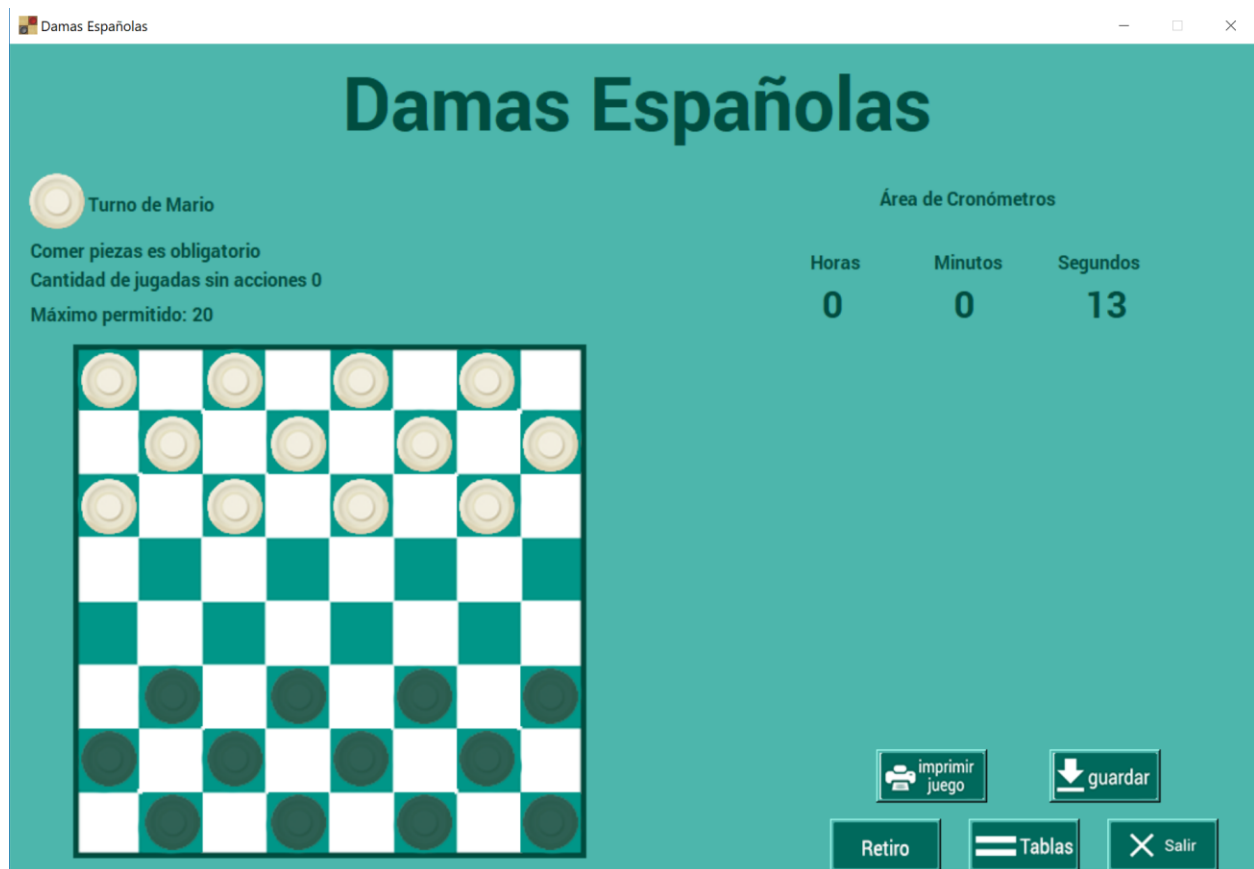 Damas Españolas
Damas Españolas
Turno de Mario
Comer piezas es obligatorio
Cantidad de jugadas sin acciones 0
Máximo permitido: 20
Área de Cronómetros
Horas Minutos Segundos
0 0 13
imprimir
juego
guardar
Retiro
Tablas
Salir